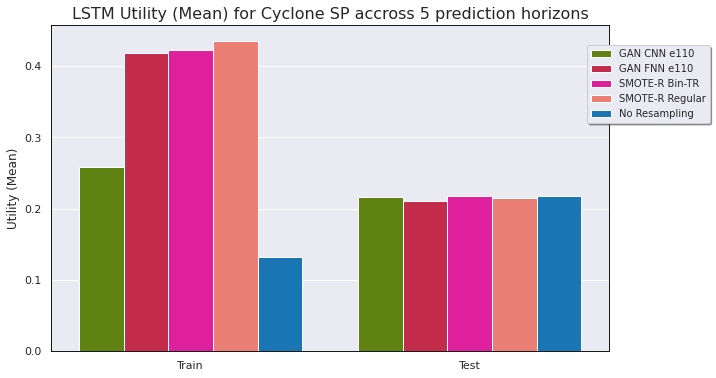 LSTM Utility (Mean) for Cyclone SP accross 5 prediction horizons
GAN CNN e110
GAN FNN e110
SMOTE-R Bin-TR
SMOTE-R Regular
No Resampling
Utility (Mean)
0.4
0.3
0.2
0.1
0.0
Train
Test